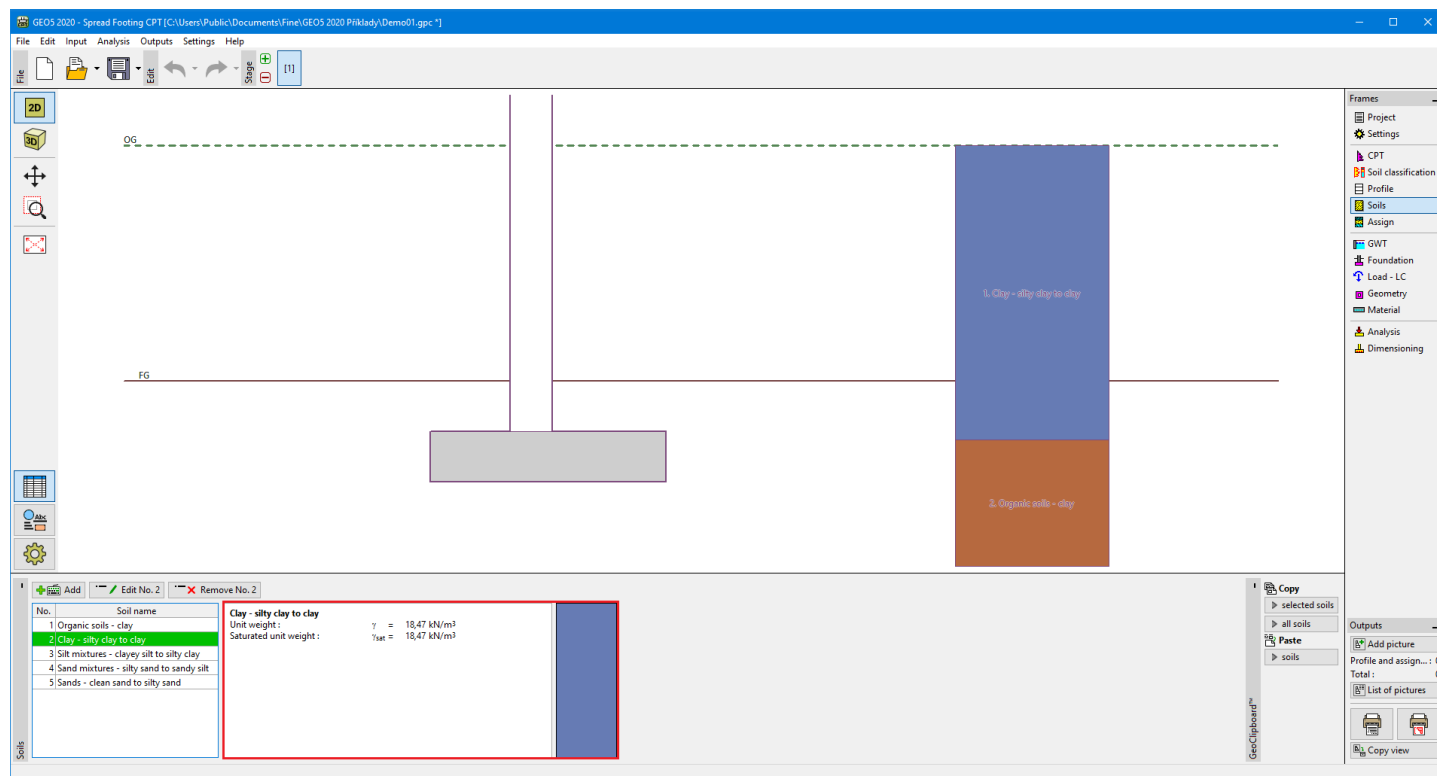 GEO5 2020 - Spread Footing CPT [C:\Users\Public\Documents\Fine\GEO5 2020 Příklady\Demo01.gpc *]
File Edit Input Analysis Outputs Settings Help
File
Edit
Stage
[1]
2D
3D
OG
FG
1. Clay - silty clay to clay
2. Organic soils - clay
Frames
Project
Settings
CPT
Soil classification
Profile
Soils
Assign
GWT
Foundation
Load - LC
Geometry
Material
Analysis
Dimensioning
Abc
Soils
Add Edit No. 2 Remove No. 2
No. Soil name
1 Organic soils - clay
2 Clay - silty clay to clay
3 Silt mixtures - clayey silt to silty clay
4 Sand mixtures - silty sand to sandy silt
5 Sands - clean sand to silty sand
Clay - silty clay to clay
Unit weight : γ = 18,47 kN/m³
Saturated unit weight : γsat = 18,47 kN/m³
GeoClipboard™
Copy
selected soils
all soils
Paste
soils
Outputs
Add picture
Profile and assign... :
Total :
List of pictures
Copy view